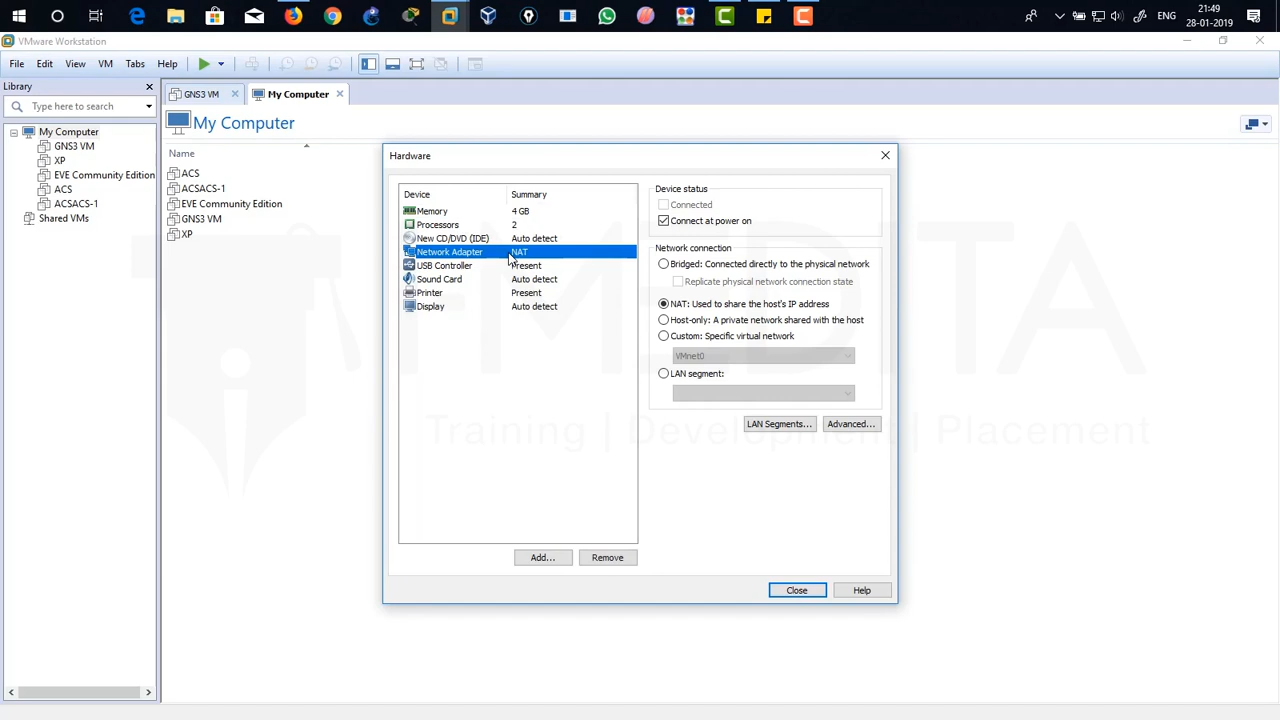 21:49
ENG
28-01-2019
VMware Workstation
File Edit View VM Tabs Help
Library
GNS3 VM
My Computer
Type here to search
My Computer
My Computer
GNS3 VM
XP
EVE Community Edition
ACS
ACSACS-1
Shared VMs
Name
ACS
ACSACS-1
EVE Community Edition
GNS3 VM
XP
Hardware
Device Summary
Memory 4 GB
Processors 2
New CD/DVD (IDE) Auto detect
Network Adapter NAT
USB Controller Present
Sound Card Auto detect
Printer Present
Display Auto detect
Add...
Remove
Device status
Connected
Connect at power on
Network connection
Bridged: Connected directly to the physical network
Replicate physical network connection state
NAT: Used to share the host's IP address
Host-only: A private network shared with the host
Custom: Specific virtual network
VMnet0
LAN segment:
LAN Segments...
Advanced...
Close
Help
Training | Development | Placement